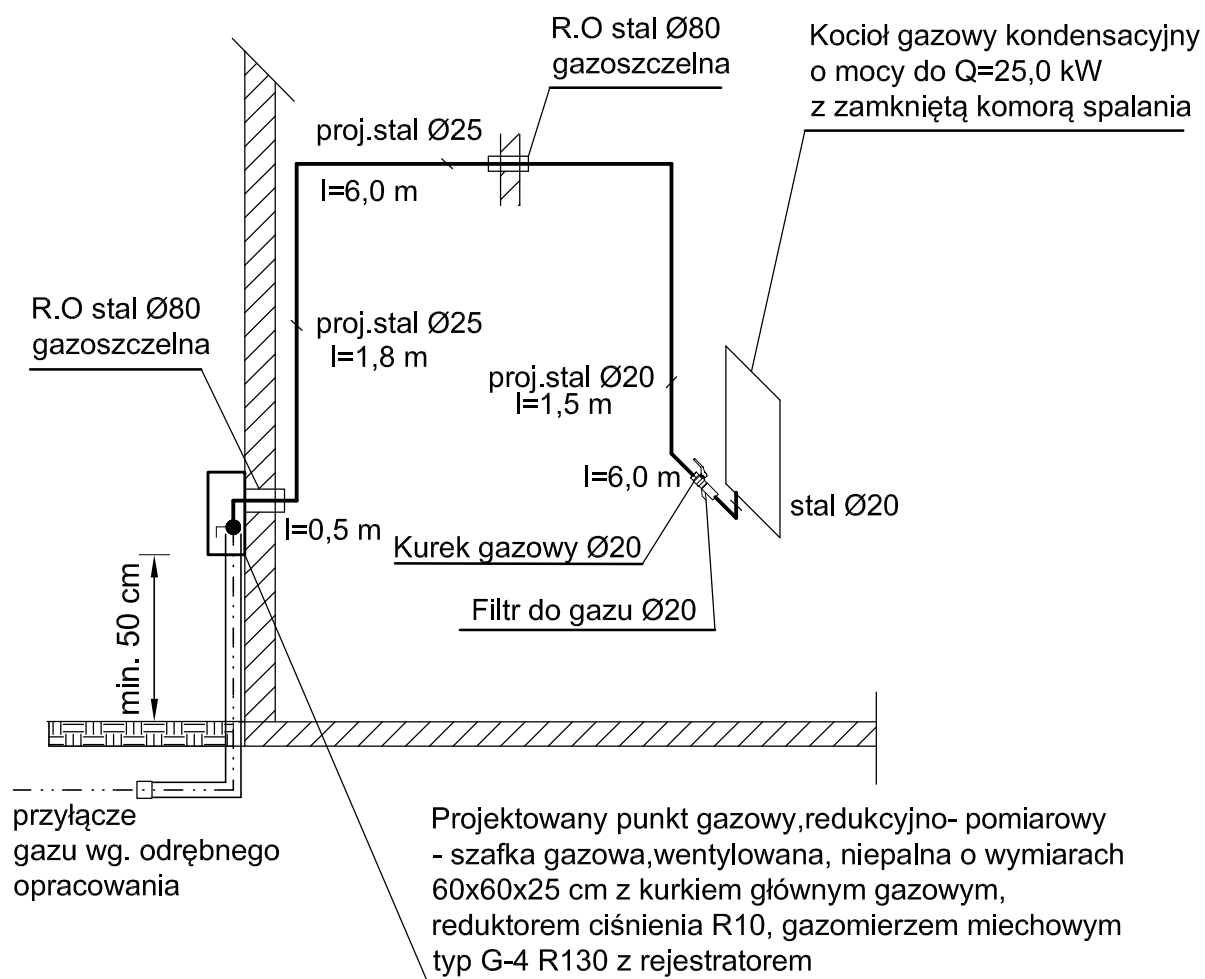 R.O stal Ø80
gazoszczelna
Kocioł gazowy kondensacyjny
o mocy do Q=25,0 kW
z zamkniętą komorą spalania
proj.stal Ø25
l=6,0 m
R.O stal Ø80
gazoszczelna
proj.stal Ø25
l=1,8 m
proj.stal Ø20
l=1,5 m
l=6,0 m
stal Ø20
l=0,5 m
Kurek gazowy Ø20
Filtr do gazu Ø20
min. 50 cm
przyłącze
gazu wg. odrębnego
opracowania
Projektowany punkt gazowy,redukcyjno- pomiarowy
- szafka gazowa,wentylowana, niepalna o wymiarach
60x60x25 cm z kurkiem głównym gazowym,
reduktorem ciśnienia R10, gazomierzem miechowym
typ G-4 R130 z rejestratorem